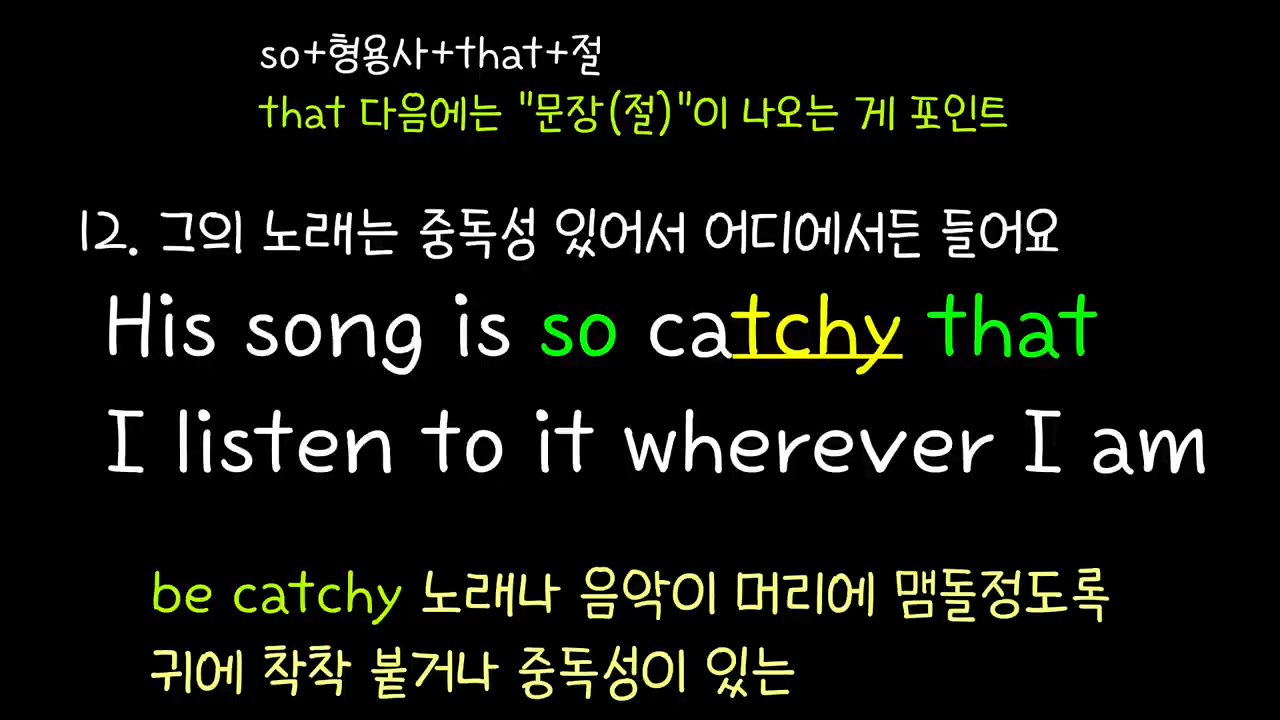 so+형용사+that+절
that 다음에는 "문장(절)"이 나오는 게 포인트
12. 그의 노래는 중독성 있어서 어디에서든 들어요
His song is so catchy that
I listen to it wherever I am
be catchy 노래나 음악이 머리에 맴돌정도록
귀에 착착 붙거나 중독성이 있는